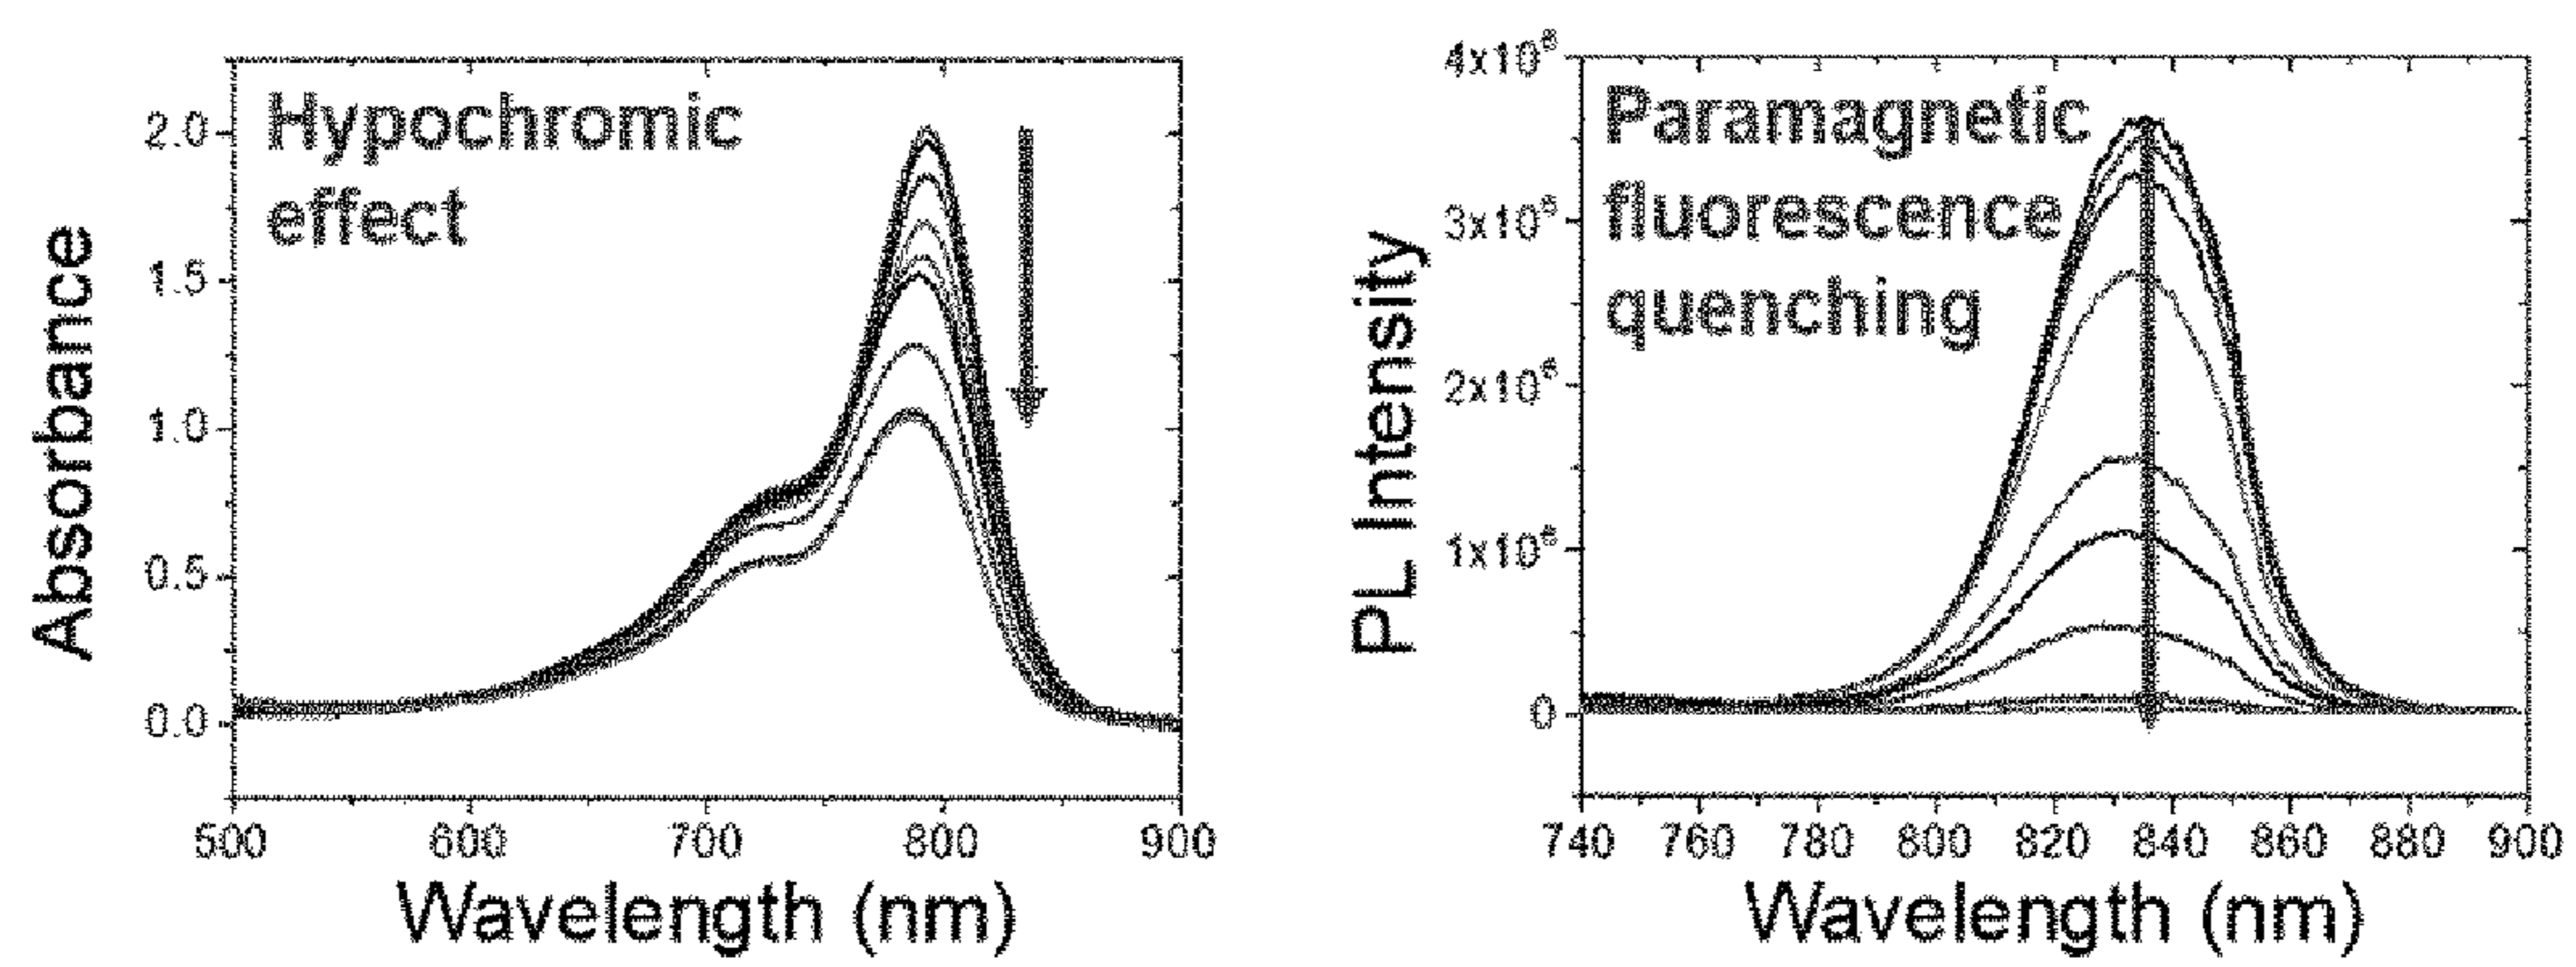 Hypochromic
effect
Absorbance
2.0
1.5
1.0
0.5
0.0
500 600 700 800 900
Wavelength (nm)
Paramagnetic
fluorescence
quenching
PL Intensity
4x10⁶
3x10⁶
2x10⁶
1x10⁶
0
740 760 780 800 820 840 860 880 900
Wavelength (nm)